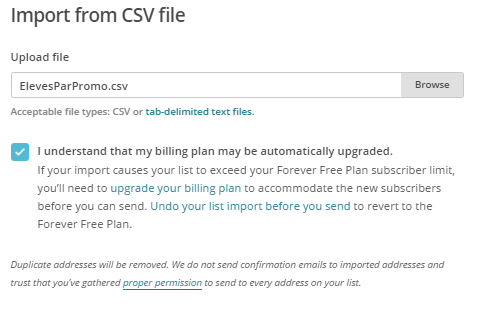 Import from CSV file
Upload file
ElevesParPromo.csv
Browse
Acceptable file types: CSV or tab-delimited text files.
I understand that my billing plan may be automatically upgraded.
If your import causes your list to exceed your Forever Free Plan subscriber limit,
you'll need to upgrade your billing plan to accommodate the new subscribers
before you can send. Undo your list import before you send to revert to the
Forever Free Plan.
Duplicate addresses will be removed. We do not send confirmation emails to imported addresses and
trust that you've gathered proper permission to send to every address on your list.